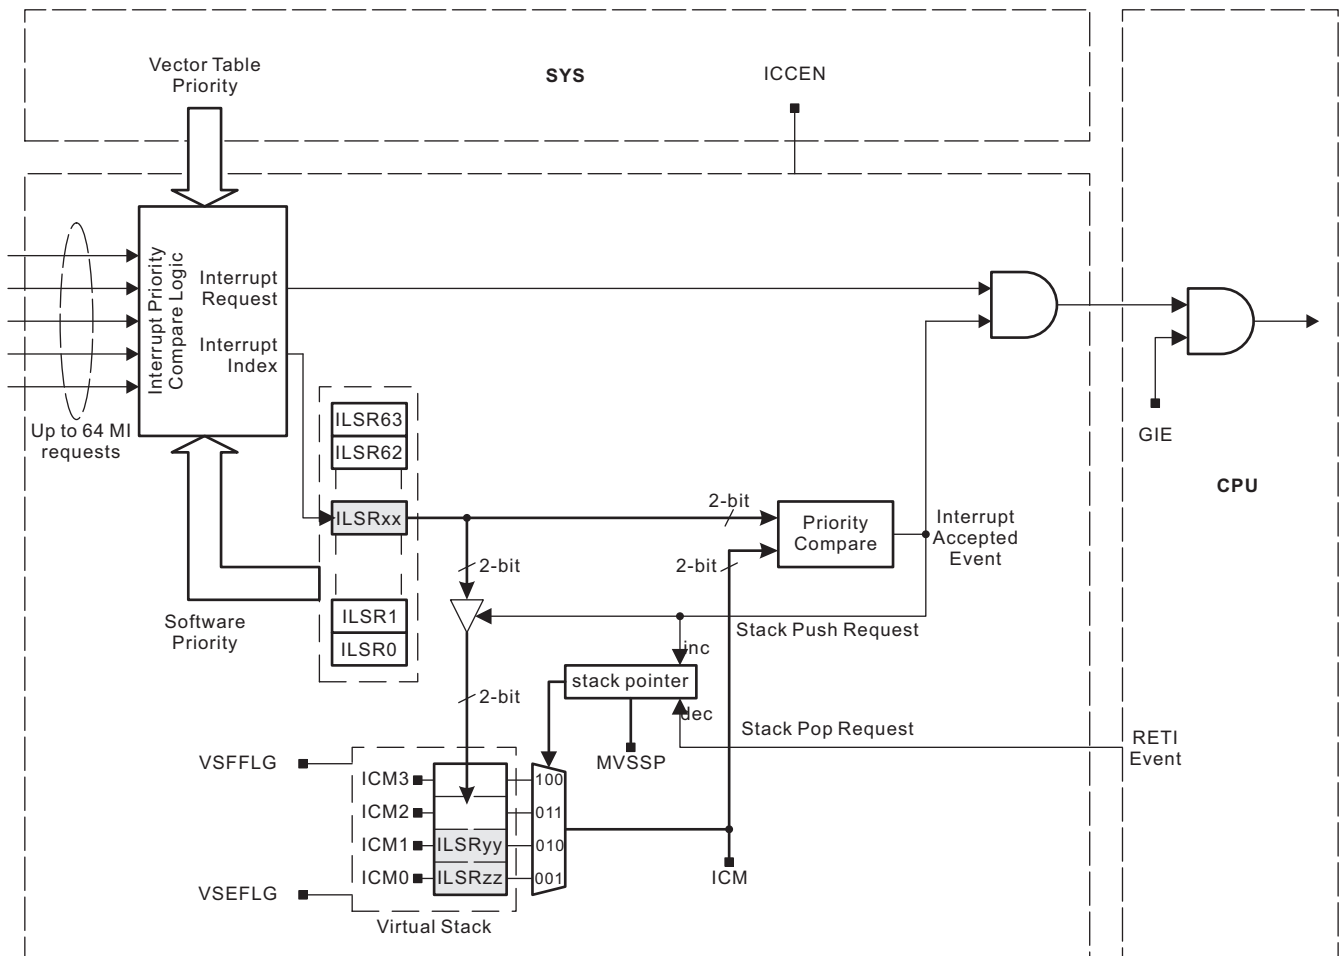 Vector Table
Priority
SYS
ICCEN
Interrupt Priority
Compare Logic
Interrupt
Request
Interrupt
Index
Up to 64 MI
requests
GIE
CPU
ILSR63
ILSR62
ILSRxx
ILSR1
ILSR0
2-bit
Priority
Compare
Interrupt
Accepted
Event
2-bit
2-bit
Software
Priority
Stack Push Request
inc
stack pointer
dec
2-bit
Stack Pop Request
RETI
Event
MVSSP
VSFFLG
ICM3
100
ICM2
011
ICM1
ILSRyy
010
ICM0
ILSRzz
001
ICM
VSEFLG
Virtual Stack